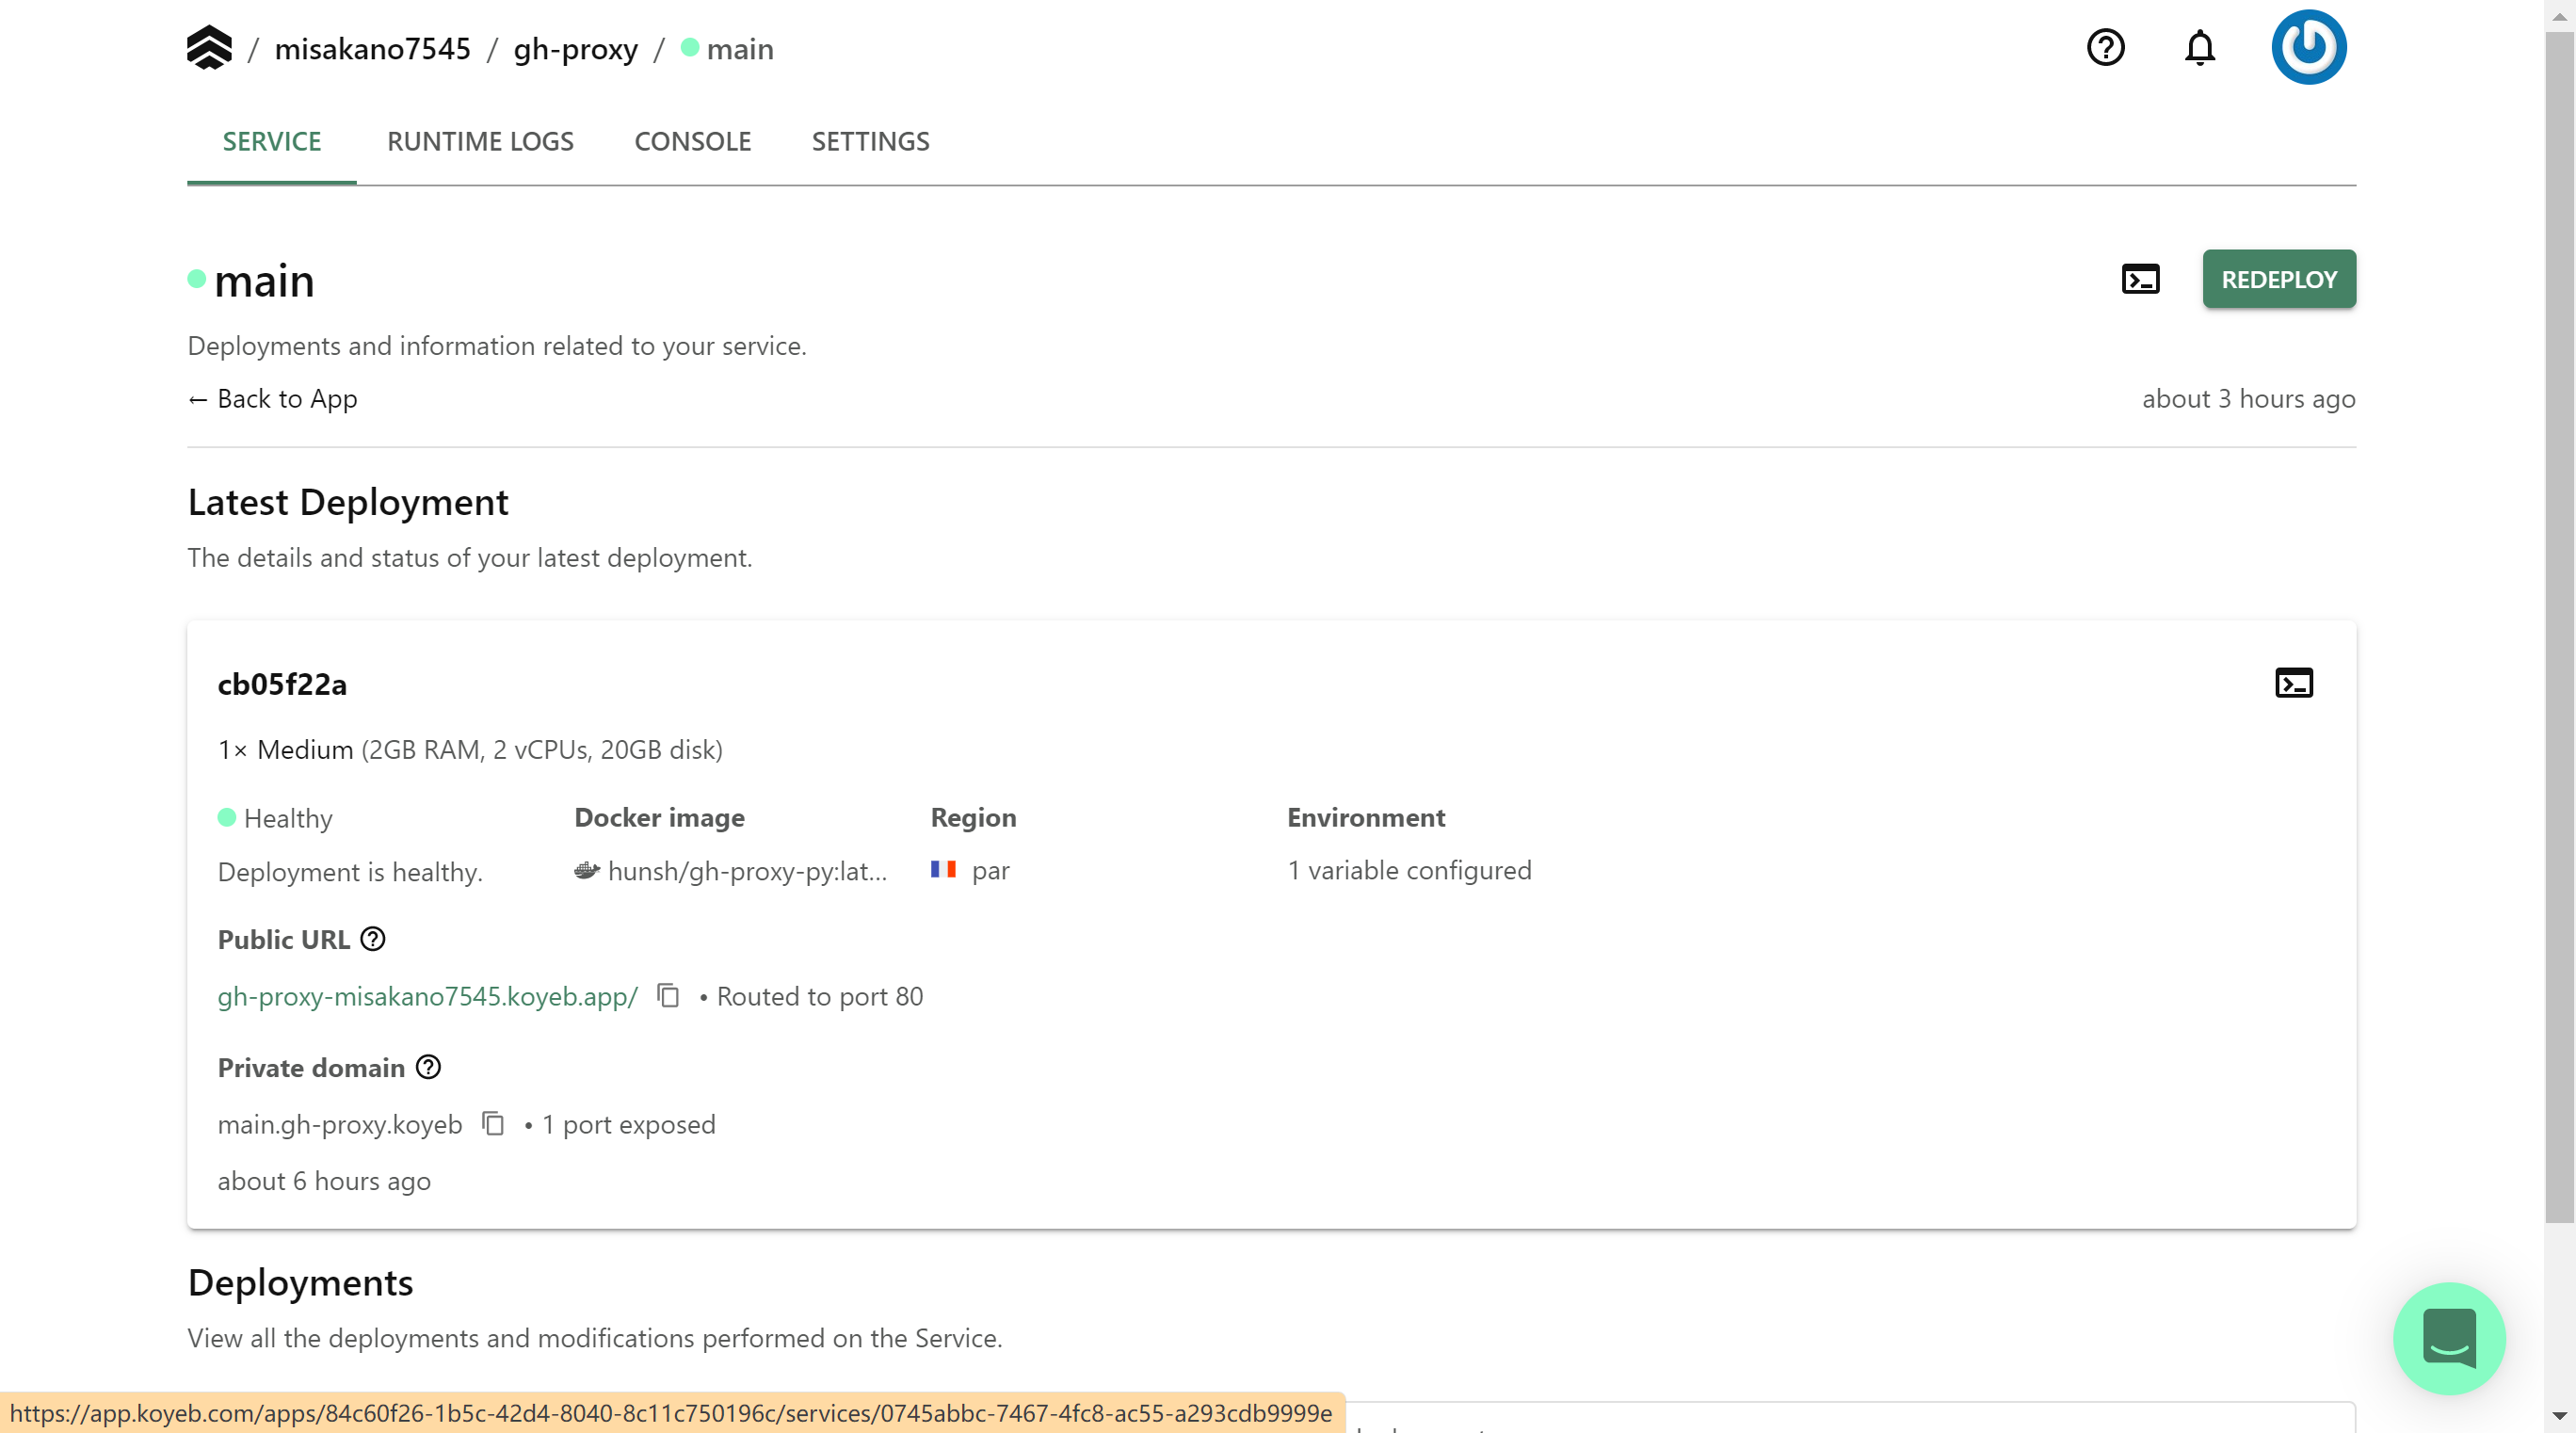 / misakano7545 / gh-proxy / main
SERVICE RUNTIME LOGS CONSOLE SETTINGS
main
REDEPLOY
Deployments and information related to your service.
← Back to App
about 3 hours ago
Latest Deployment
The details and status of your latest deployment.
cb05f22a
1× Medium (2GB RAM, 2 vCPUs, 20GB disk)
Healthy Docker image Region Environment
Deployment is healthy. hunsh/gh-proxy-py:lat... par 1 variable configured
Public URL
gh-proxy-misakano7545.koyeb.app/ • Routed to port 80
Private domain
main.gh-proxy.koyeb • 1 port exposed
about 6 hours ago
Deployments
View all the deployments and modifications performed on the Service.
https://app.koyeb.com/apps/84c60f26-1b5c-42d4-8040-8c11c750196c/services/0745abbc-7467-4fc8-ac55-a293cdb9999e